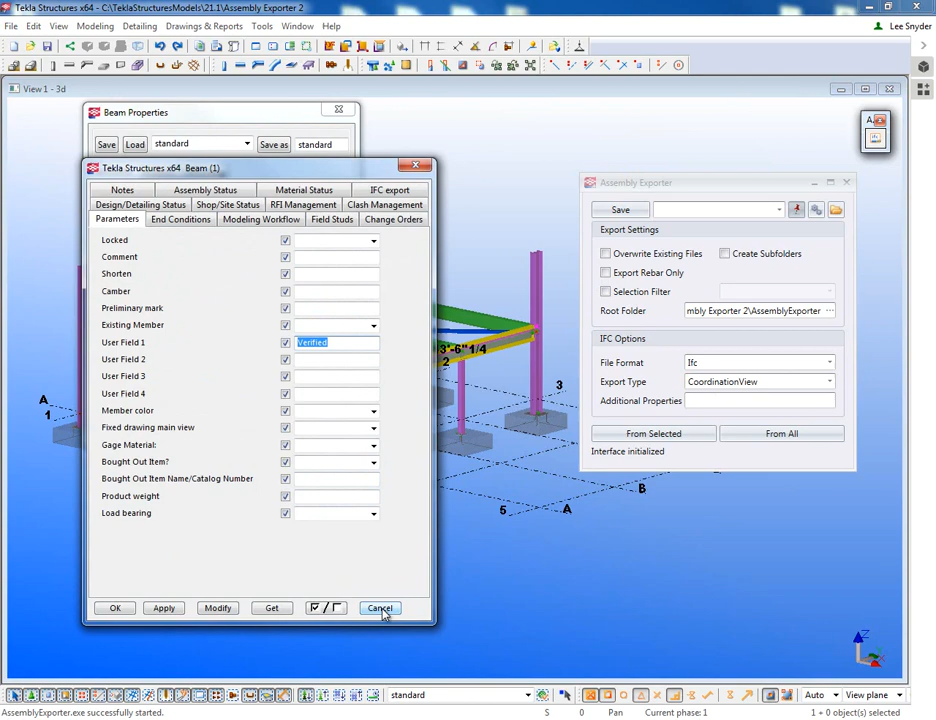 Tekla Structures x64 - C:\TeklaStructuresModels\21.1\Assembly Exporter 2
File Edit View Modeling Analysis Detailing Drawings & Reports Tools Window Help
Lee Snyder
View 1 - 3d
Beam Properties
Save Load standard Save as standard
Tekla Structures x64 Beam (1)
Notes Assembly Status Material Status IFC export
Design/Detailing Status Shop/Site Status RFI Management Clash Management
Parameters End Conditions Modeling Workflow Field Studs Change Orders
Locked
Comment
Shorten
Camber
Preliminary mark
Existing Member
User Field 1 Verified
User Field 2
User Field 3
User Field 4
Member color
Fixed drawing main view
Gage Material:
Bought Out Item?
Bought Out Item Name/Catalog Number
Product weight
Load bearing
OK Apply Modify Get / Cancel
A
1
3'-6" 1/4
2
3
B
5
A
Assembly Exporter
Save
Export Settings
Overwrite Existing Files Create Subfolders
Export Rebar Only
Selection Filter
Root Folder mbly Exporter 2\AssemblyExporter ...
IFC Options
File Format Ifc
Export Type CoordinationView
Additional Properties
From Selected From All
Interface initialized
Z
standard Auto View plane
AssemblyExporter.exe successfully started. S 0 Pan Current phase: 1 1 + 0 object(s) selected